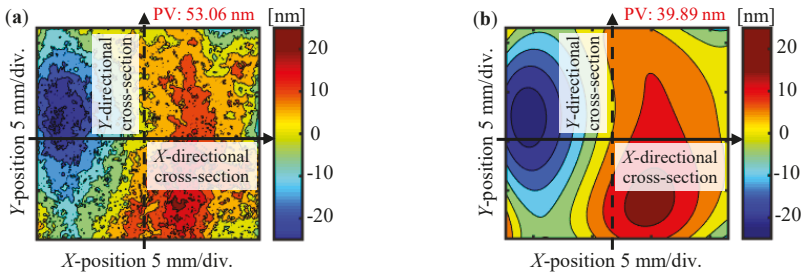 (a)
PV: 53.06 nm
[nm]
Y-directional
cross-section
X-directional
cross-section
20
10
0
-10
-20
Y-position 5 mm/div.
X-position 5 mm/div.
(b)
PV: 39.89 nm
[nm]
Y-directional
cross-section
X-directional
cross-section
20
10
0
-10
-20
Y-position 5 mm/div.
X-position 5 mm/div.